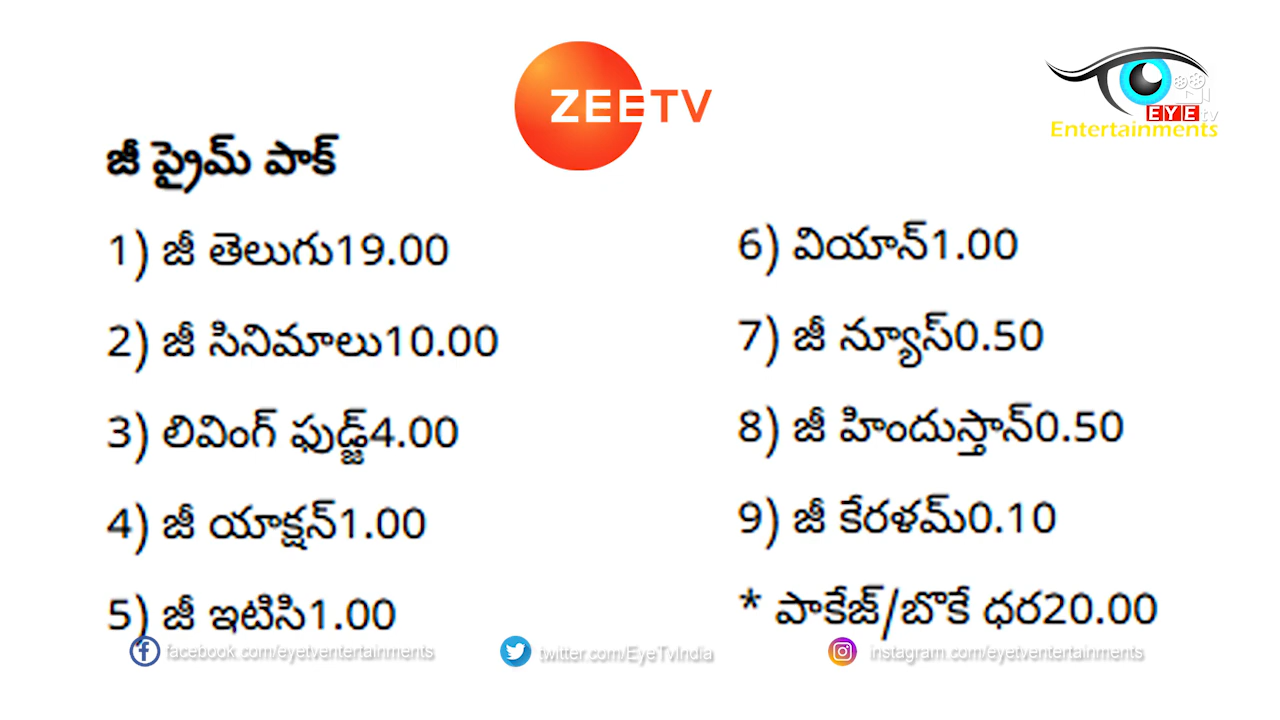 ZEETV
EYE tv
Entertainments
జీ ప్రైమ్ పాక్
1) జీ తెలుగు19.00
2) జీ సినిమాలు10.00
3) లివింగ్ ఫుడ్జ్4.00
4) జీ యాక్షన్1.00
5) జీ ఇటిసి1.00
6) వియాన్1.00
7) జీ న్యూస్0.50
8) జీ హిందుస్తాన్0.50
9) జీ కేరళమ్0.10
* పాకేజ్/బొకే ధర20.00
facebook.com/eyetventertainments
twitter.com/EyeTvIndia
instagram.com/eyetventertainments